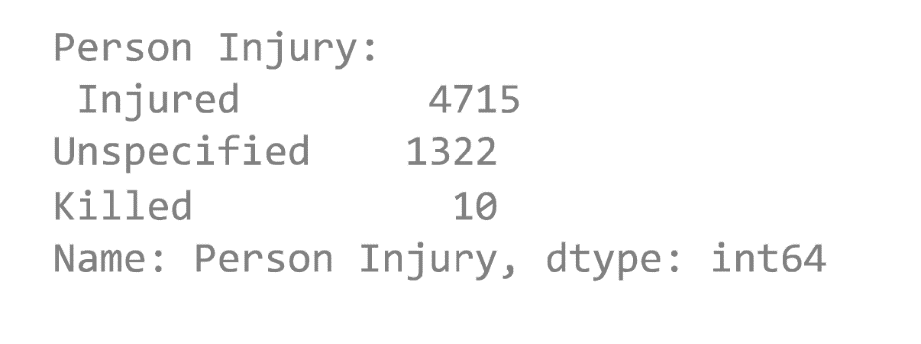 Person Injury:
 Injured        4715
Unspecified    1322
Killed           10
Name: Person Injury, dtype: int64